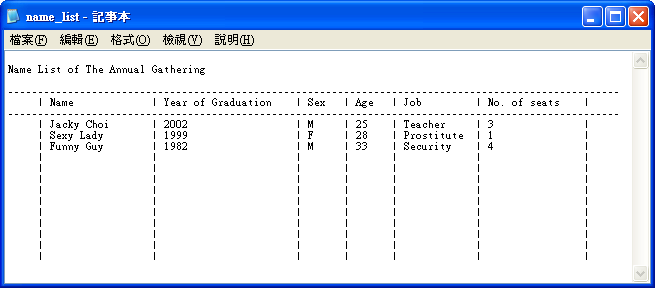 name_list - 記事本
檔案(F) 編輯(E) 格式(O) 檢視(V) 說明(H)
Name List of The Annual Gathering
| Name | Year of Graduation | Sex | Age | Job | No. of seats |
| Jacky Choi | 2002 | M | 25 | Teacher | 3
| Sexy Lady | 1999 | F | 28 | Prostitute | 1
| Funny Guy | 1982 | M | 33 | Security | 4